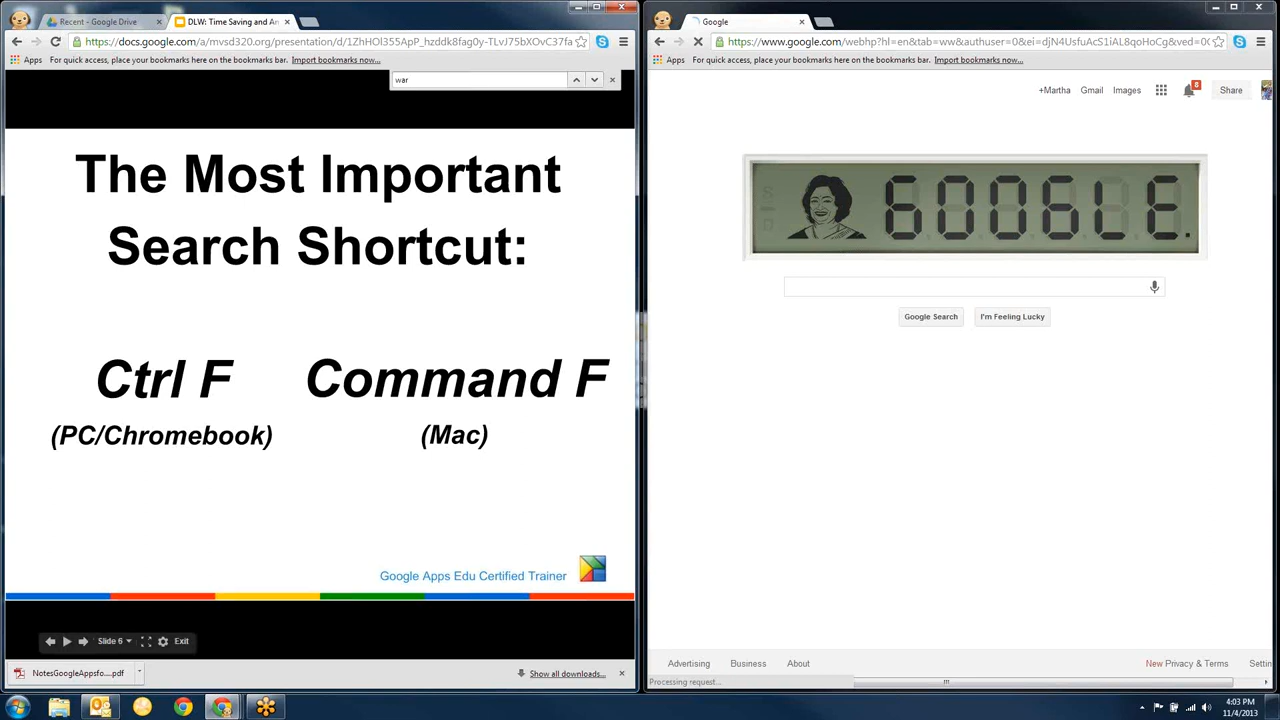 Recent - Google Drive
DLW: Time Saving and An
https://docs.google.com/a/mvsd320.org/presentation/d/1ZhHOl355ApP_hzddk8fag0y-TLvJ75bXOvC37fa
Apps
For quick access, place your bookmarks here on the bookmarks bar. Import bookmarks now...
war
The Most Important
Search Shortcut:
Ctrl F
Command F
(PC/Chromebook)
(Mac)
Google Apps Edu Certified Trainer
Slide 6
Exit
NotesGoogleAppsfo....pdf
Show all downloads...
Google
https://www.google.com/webhp?hl=en&tab=ww&authuser=0&ei=djN4UsfuAcS1iAL8qoHoCg&ved=0C
Apps
For quick access, place your bookmarks here on the bookmarks bar. Import bookmarks now...
+Martha
Gmail
Images
8
Share
600GLE.
Google Search
I'm Feeling Lucky
Advertising
Business
About
New Privacy & Terms
Settin
Processing request...
4:03 PM
11/4/2013